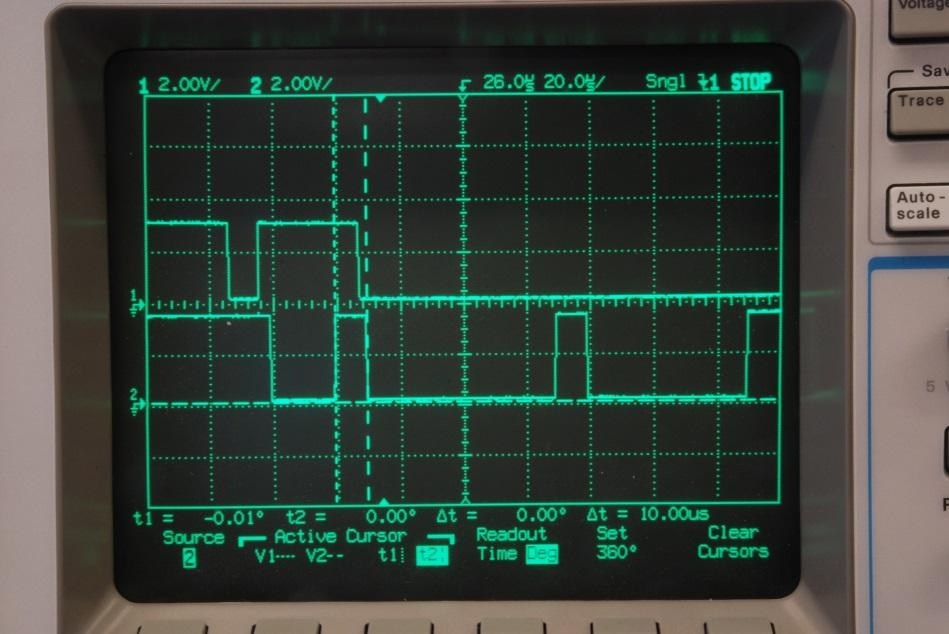 1 2.00V/ 2 2.00V/ 26.0µs 20.0µs/ Sngl 1 STOP
1
2
t1 = -0.01° t2 = 0.00° Δt = 0.00° Δt = 10.00us
Source Active Cursor Readout Set Clear
2 V1 V2 t1 t2 Time Deg 360° Cursors
Voltage
Trace
Auto-
scale
5